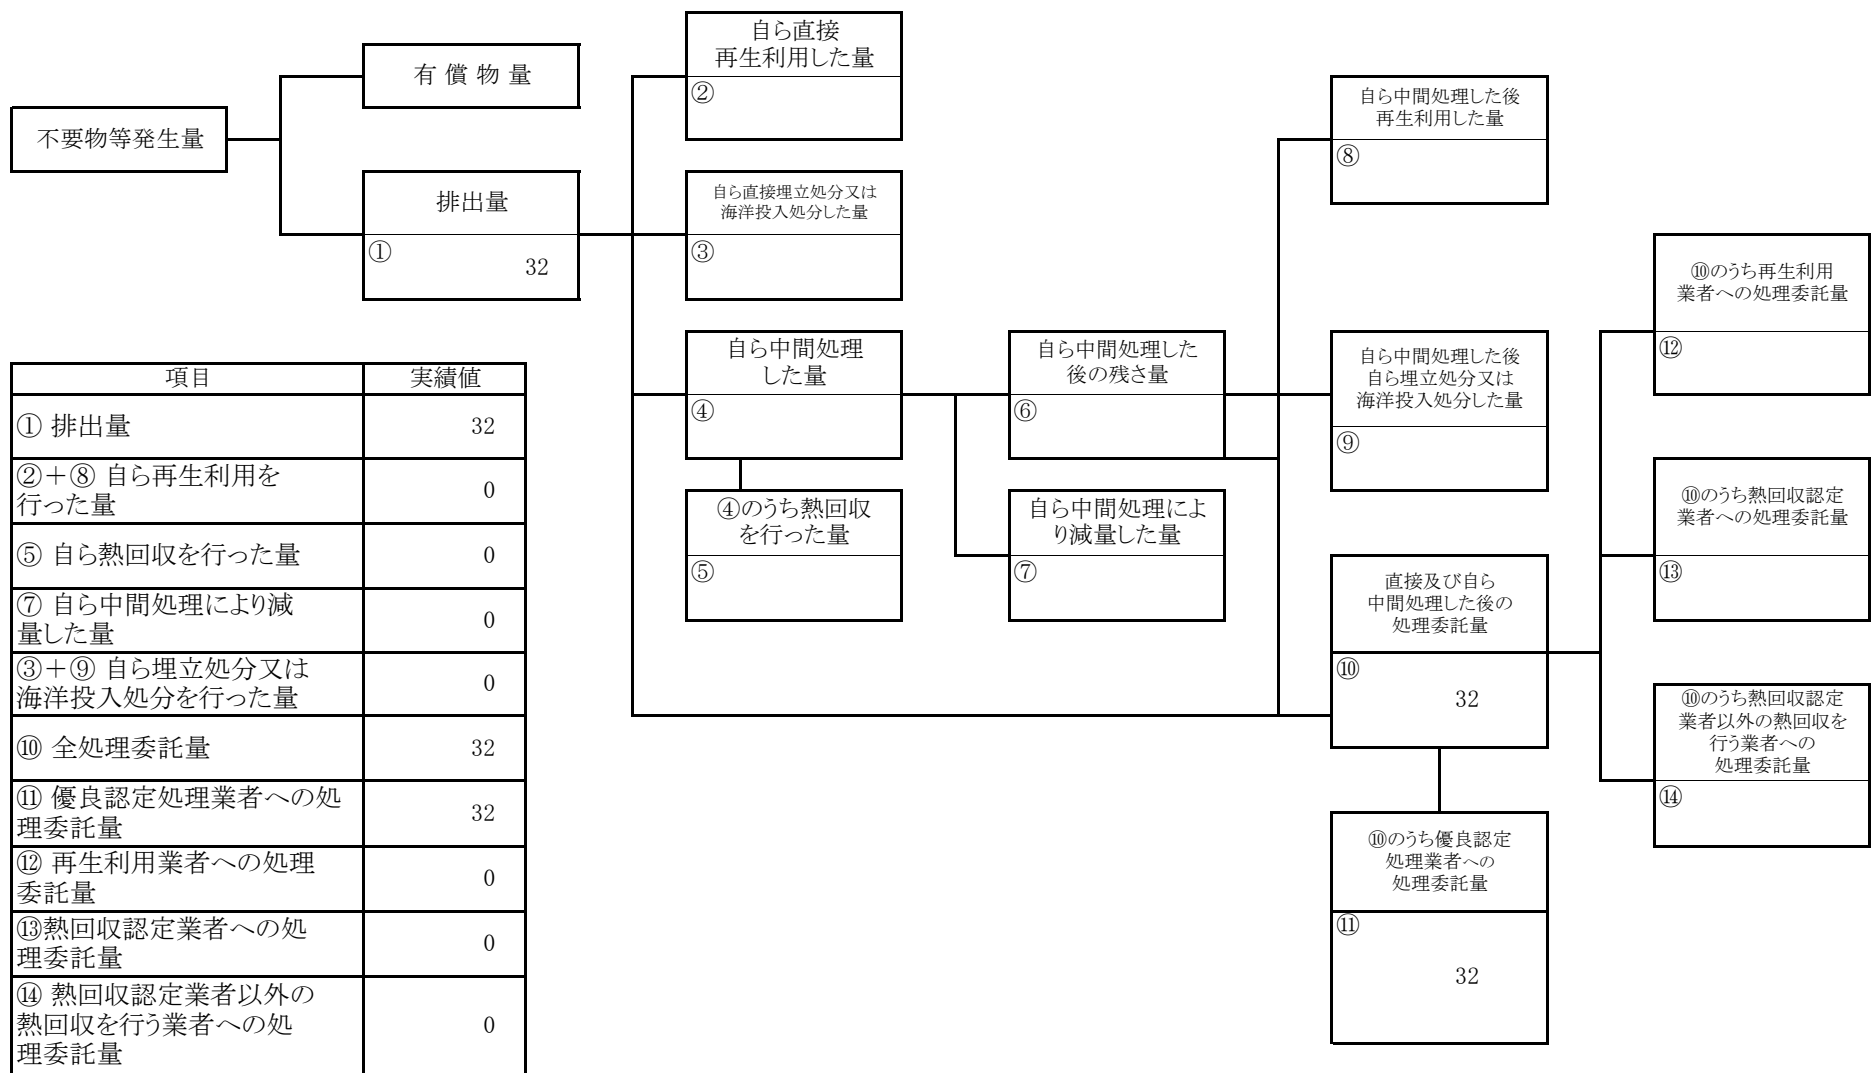 不要物等発生量
有 償 物 量
排出量
①
32
自ら直接
再生利用した量
②
自ら直接埋立処分又は
海洋投入処分した量
③
自ら中間処理
した量
④
④のうち熱回収
を行った量
⑤
自ら中間処理した
後の残さ量
⑥
自ら中間処理によ
り減量した量
⑦
自ら中間処理した後
再生利用した量
⑧
自ら中間処理した後
自ら埋立処分又は
海洋投入処分した量
⑨
直接及び自ら
中間処理した後の
処理委託量
⑩
32
⑩のうち優良認定
処理業者への
処理委託量
⑪
32
⑩のうち再生利用
業者への処理委託量
⑫
⑩のうち熱回収認定
業者への処理委託量
⑬
⑩のうち熱回収認定
業者以外の熱回収を
行う業者への
処理委託量
⑭
項目 実績値
① 排出量 32
②+⑧ 自ら再生利用を
行った量 0
⑤ 自ら熱回収を行った量 0
⑦ 自ら中間処理により減
量した量 0
③+⑨ 自ら埋立処分又は
海洋投入処分を行った量 0
⑩ 全処理委託量 32
⑪ 優良認定処理業者への処
理委託量 32
⑫ 再生利用業者への処理
委託量 0
⑬熱回収認定業者への処
理委託量 0
⑭ 熱回収認定業者以外の
熱回収を行う業者への処
理委託量 0